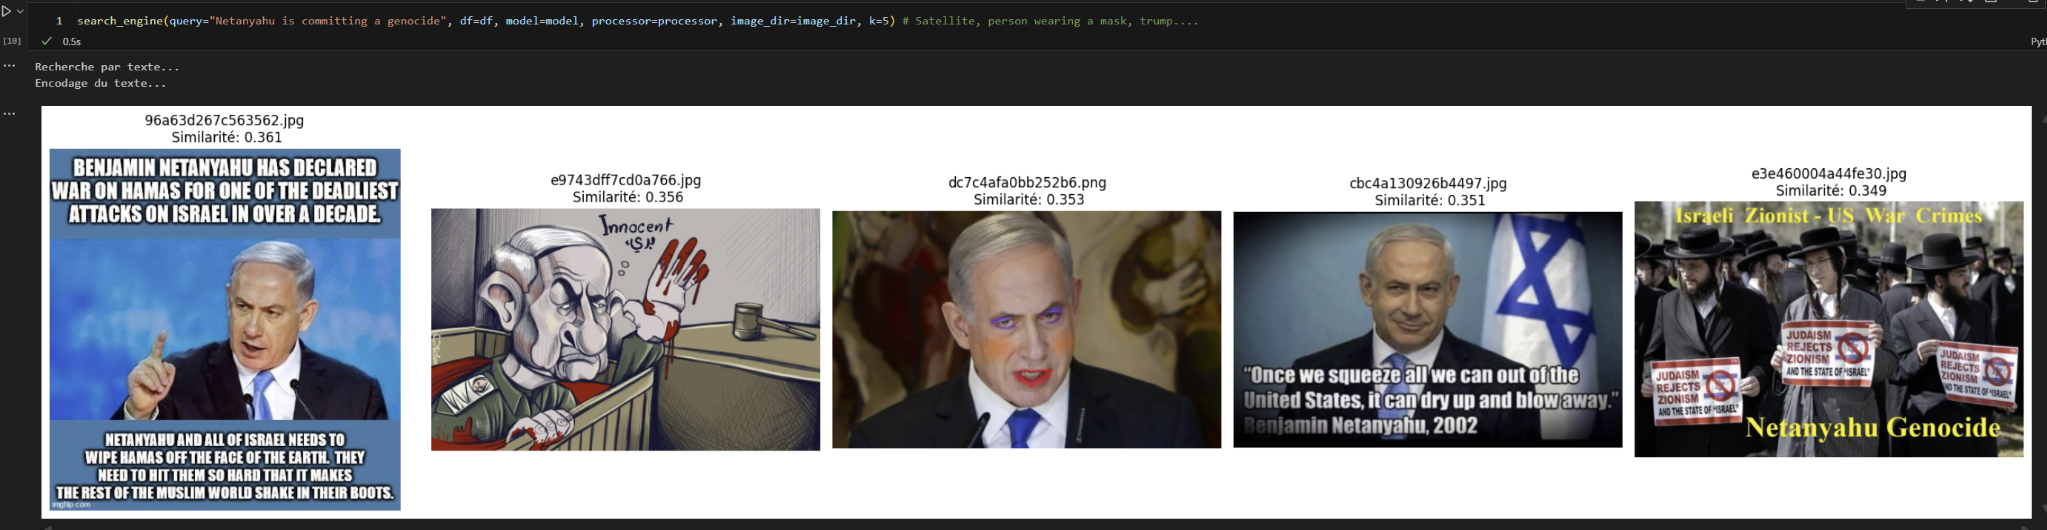 1 search_engine(query="Netanyahu is committing a genocide", df=df, model=model, processor=processor, image_dir=image_dir, k=5) # Satellite, person wearing a mask, trump....
[10]
0.5s
Pyt
Recherche par texte...
Encodage du texte...
96a63d267c563562.jpg
Similarité: 0.361
BENJAMIN NETANYAHU HAS DECLARED
WAR ON HAMAS FOR ONE OF THE DEADLIEST
ATTACKS ON ISRAEL IN OVER A DECADE.
NETANYAHU AND ALL OF ISRAEL NEEDS TO
WIPE HAMAS OFF THE FACE OF THE EARTH. THEY
NEED TO HIT THEM SO HARD THAT IT MAKES
THE REST OF THE MUSLIM WORLD SHAKE IN THEIR BOOTS.
imgflip.com
e9743dff7cd0a766.jpg
Similarité: 0.356
Innocent
dc7c4afa0bb252b6.png
Similarité: 0.353
cbc4a130926b4497.jpg
Similarité: 0.351
"Once we squeeze all we can out of the
United States, it can dry up and blow away."
Benjamin Netanyahu, 2002
e3e460004a44fe30.jpg
Similarité: 0.349
Israeli Zionist - US War Crimes
JUDAISM
REJECTS
ZIONISM
AND THE STATE OF "ISRAEL"
JUDAISM
REJECTS
ZIONISM
AND THE STATE OF "ISRAEL"
JUDAISM
REJECTS
ZIONISM
AND THE STATE OF "ISRAEL"
Netanyahu Genocide